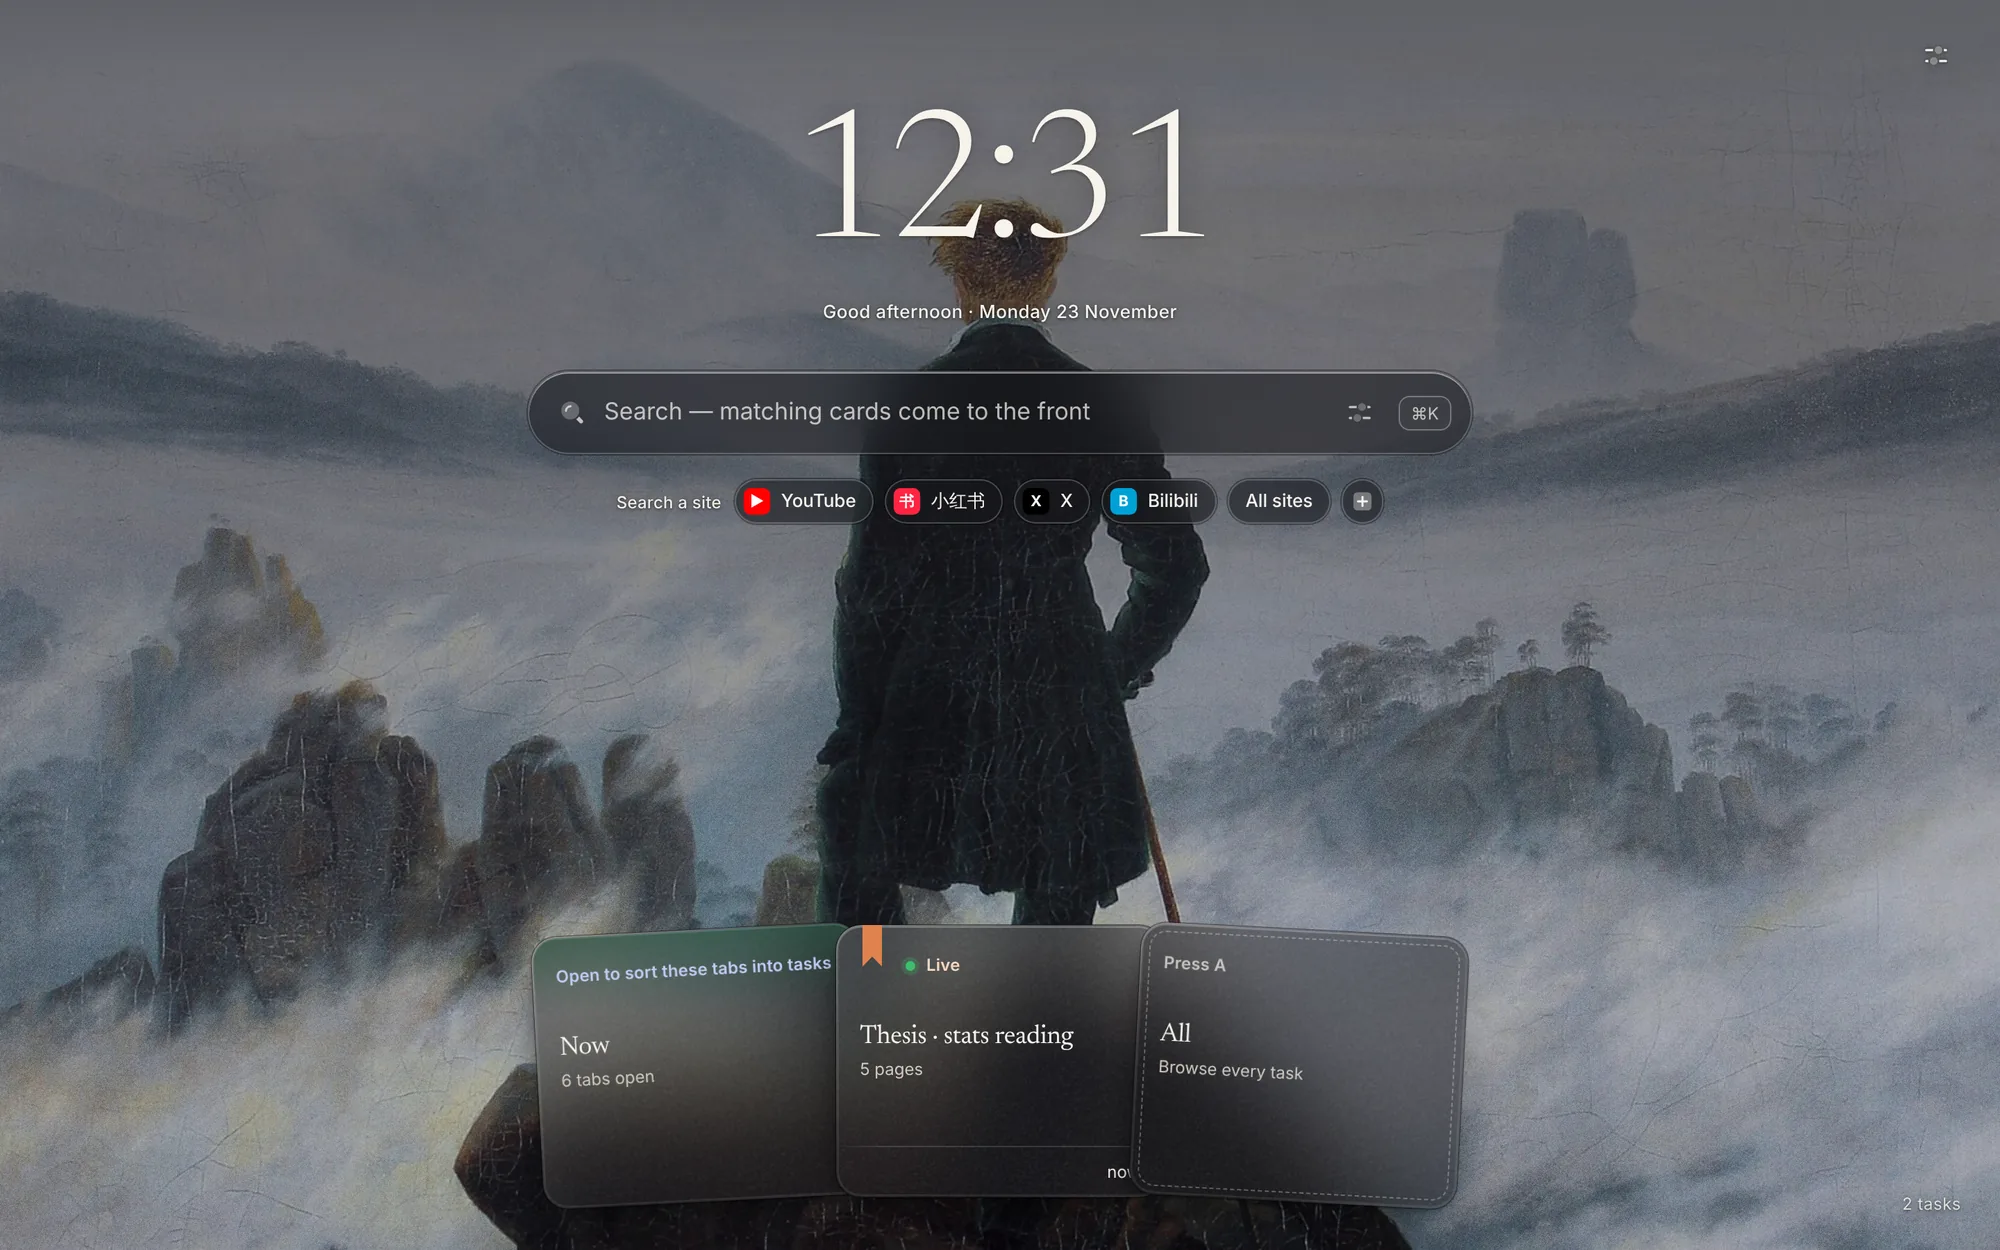 12:31
Good afternoon · Monday 23 November
Search — matching cards come to the front
⌘K
Search a site
YouTube
书 小红书
X X
B Bilibili
All sites
Open to sort these tabs into tasks
Now
6 tabs open
Live
Thesis · stats reading
5 pages
Press A
All
Browse every task
2 tasks